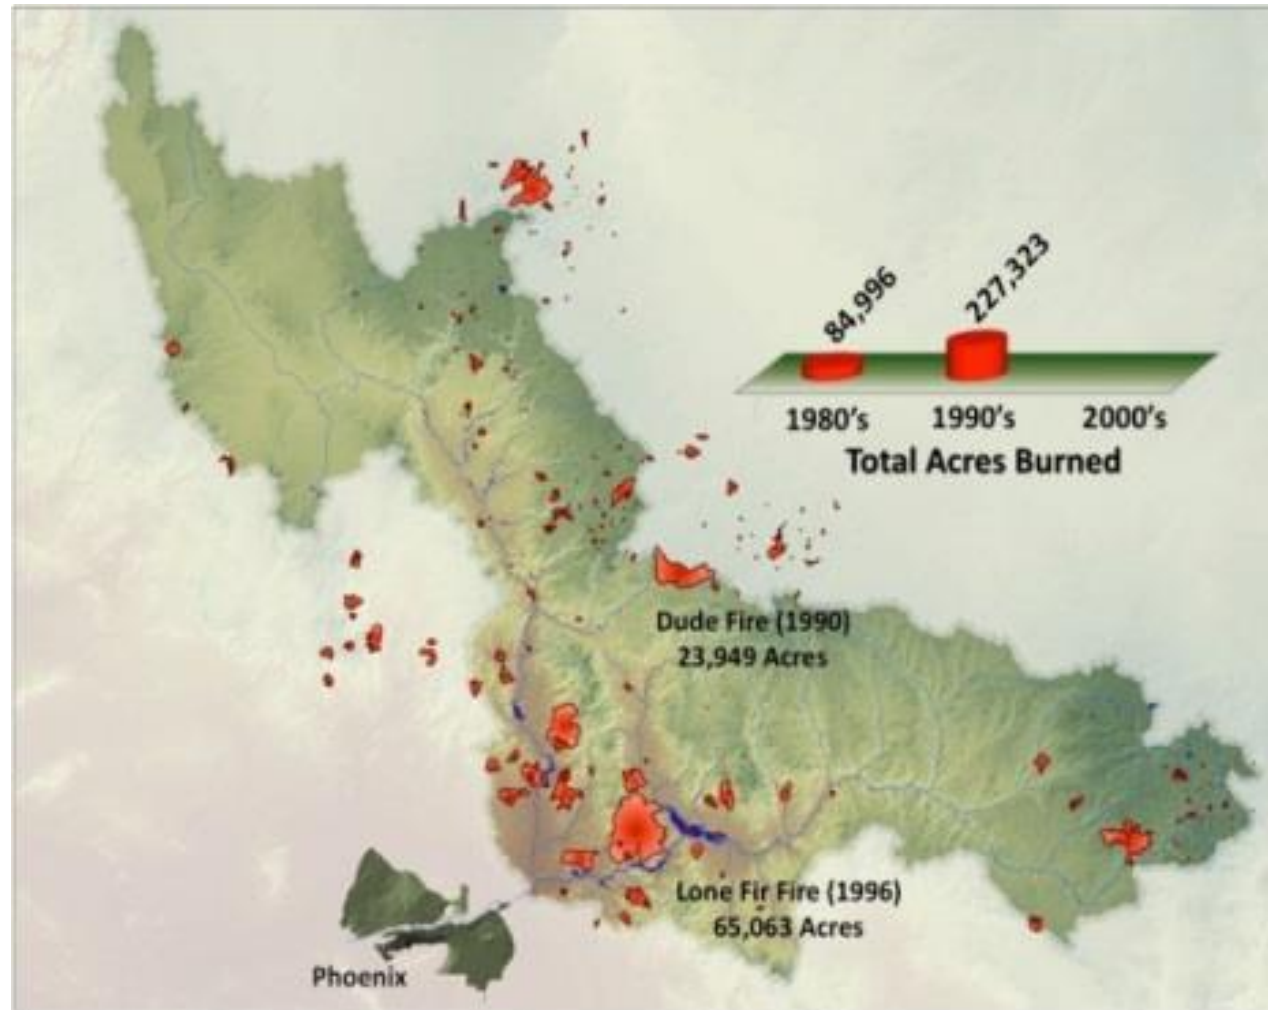 84,996
227,323
1980's 1990's 2000's
Total Acres Burned
Dude Fire (1990)
23,949 Acres
Lone Fir Fire (1996)
65,063 Acres
Phoenix